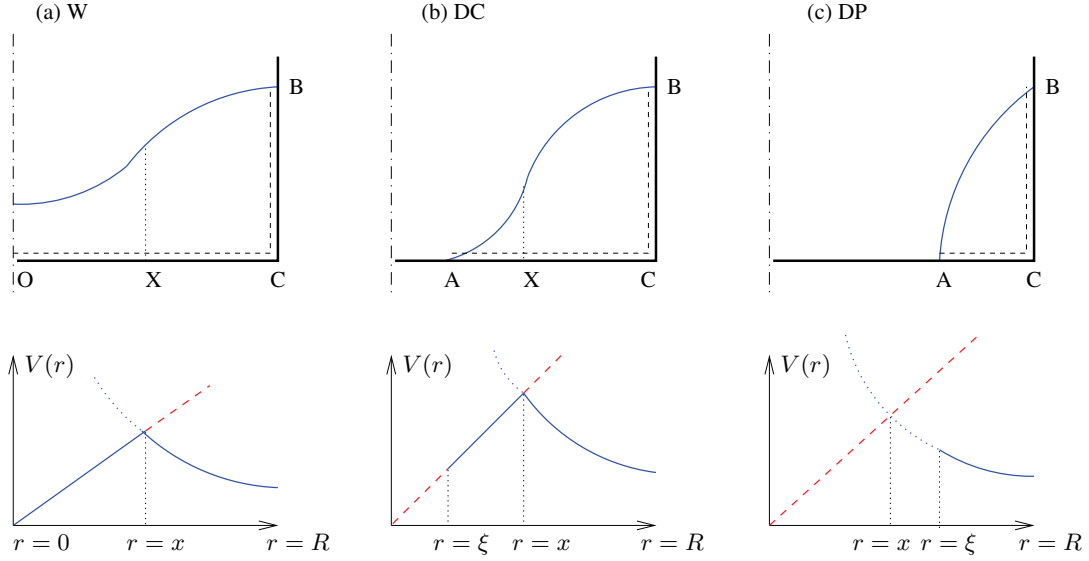 (a) W
(b) DC
(c) DP
B
B
B
O
X
C
A
X
C
A
C
V(r)
V(r)
V(r)
r = 0
r = x
r = R
r = ξ
r = x
r = R
r = x
r = ξ
r = R